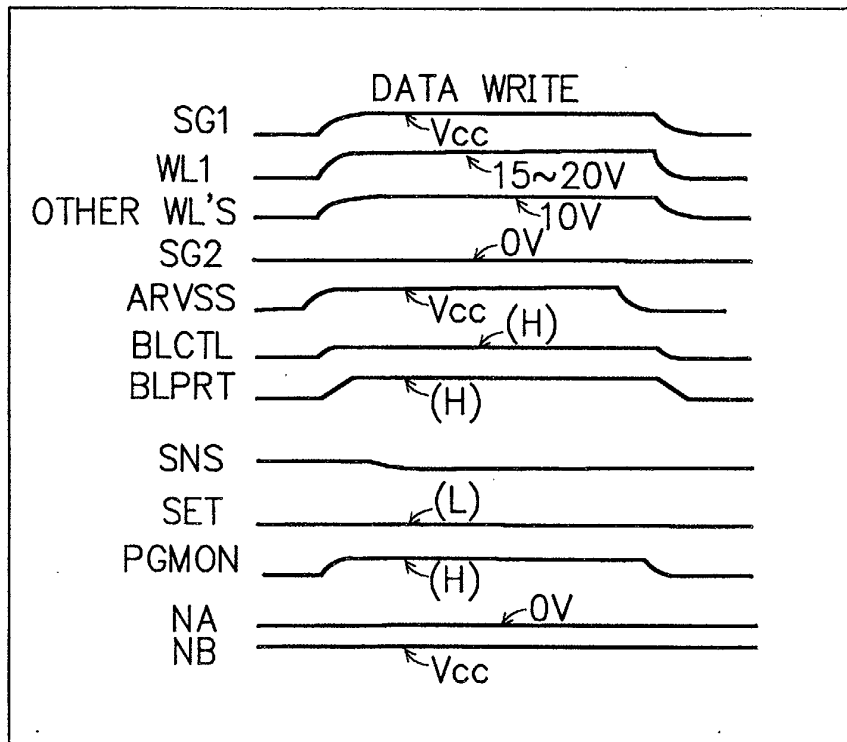 DATA WRITE
SG1 Vcc
WL1 15~20V
OTHER WL'S 10V
SG2 0V
ARVSS Vcc
BLCTL (H)
BLPRT (H)
SNS
SET (L)
PGMON (H)
NA 0V
NB Vcc